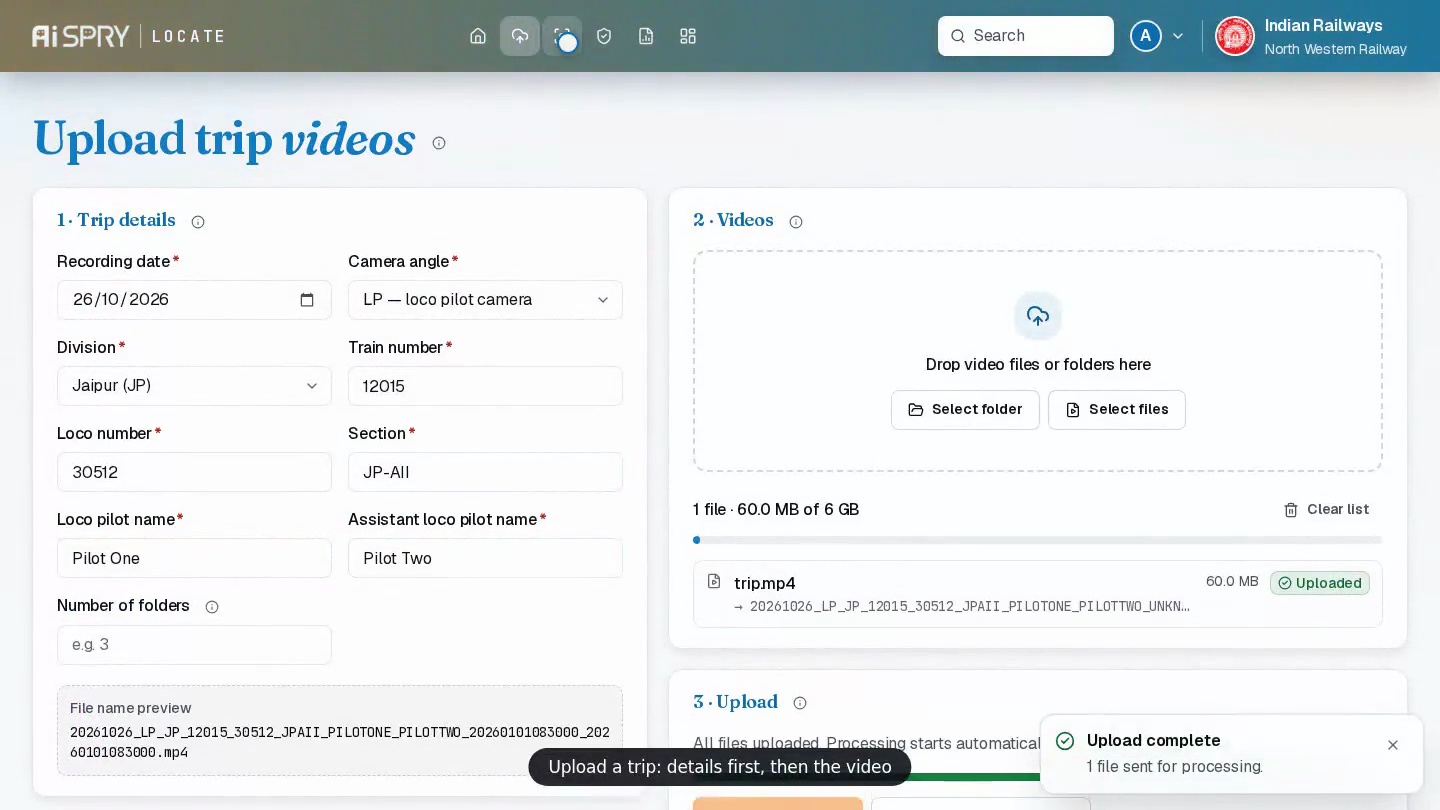 AiSPRY LOCATE
Search
A
Indian Railways
North Western Railway
Upload trip videos
1 · Trip details
Recording date*
Camera angle*
26/10/2026
LP — loco pilot camera
Division*
Train number*
Jaipur (JP)
12015
Loco number*
Section*
30512
JP-AII
Loco pilot name*
Assistant loco pilot name*
Pilot One
Pilot Two
Number of folders
e.g. 3
File name preview
20261026_LP_JP_12015_30512_JPAII_PILOTONE_PILOTTWO_20260101083000_202
60101083000.mp4
2 · Videos
Drop video files or folders here
Select folder
Select files
1 file · 60.0 MB of 6 GB
Clear list
trip.mp4
60.0 MB
Uploaded
→ 20261026_LP_JP_12015_30512_JPAII_PILOTONE_PILOTTWO_UNKN…
3 · Upload
All files uploaded. Processing starts automatical
Upload complete
1 file sent for processing.
Upload a trip: details first, then the video